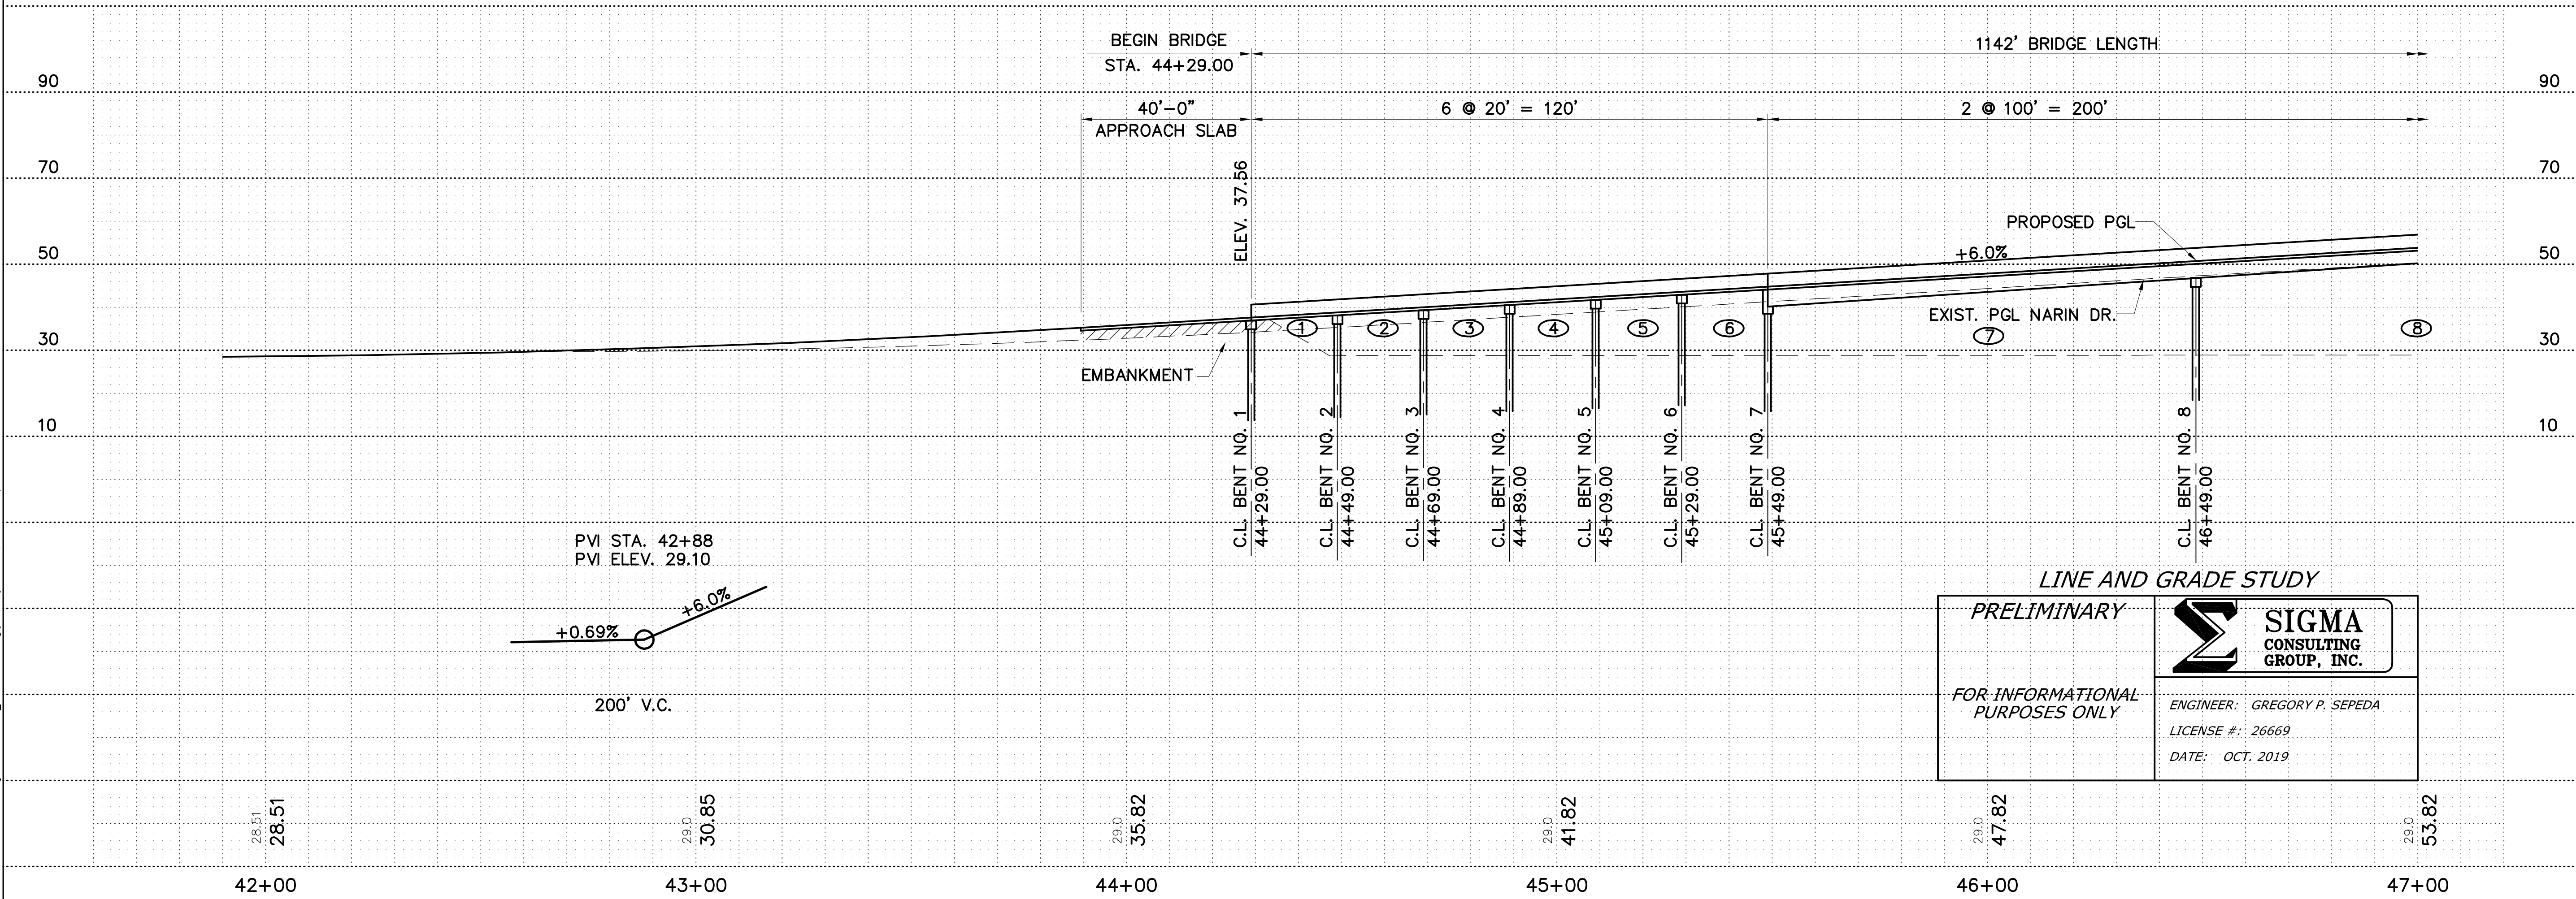 BEGIN BRIDGE
STA. 44+29.00
1142' BRIDGE LENGTH
90
90
40'-0"
APPROACH SLAB
6 @ 20' = 120'
2 @ 100' = 200'
70
70
ELEV. 37.56
PROPOSED PGL
50
50
+6.0%
EXIST. PGL NARIN DR.
1
2
3
4
5
6
7
8
30
30
EMBANKMENT
10
10
C.L. BENT NO. 1
44+29.00
C.L. BENT NO. 2
44+49.00
C.L. BENT NO. 3
44+69.00
C.L. BENT NO. 4
44+89.00
C.L. BENT NO. 5
45+09.00
C.L. BENT NO. 6
45+29.00
C.L. BENT NO. 7
45+49.00
C.L. BENT NO. 8
46+49.00
PVI STA. 42+88
PVI ELEV. 29.10
+0.69%
+6.0%
200' V.C.
LINE AND GRADE STUDY
PRELIMINARY
FOR INFORMATIONAL
PURPOSES ONLY
SIGMA
CONSULTING
GROUP, INC.
ENGINEER: GREGORY P. SEPEDA
LICENSE #: 26669
DATE: OCT. 2019
28.51
28.51
29.0
30.85
29.0
35.82
29.0
41.82
29.0
47.82
29.0
53.82
42+00
43+00
44+00
45+00
46+00
47+00